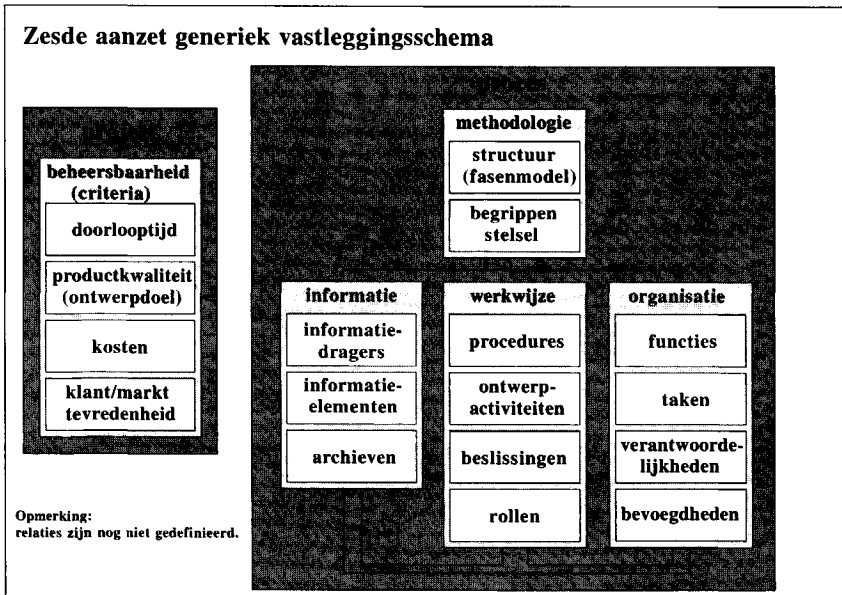 Zesde aanzet generiek vastleggingsschema
beheersbaarheid
(criteria)
doorlooptijd
productkwaliteit
(ontwerpdoel)
kosten
klant/markt
tevredenheid
methodologie
structuur
(fasenmodel)
begrippen
stelsel
informatie
informatie-
dragers
informatie-
elementen
archieven
werkwijze
procedures
ontwerp-
activiteiten
beslissingen
rollen
organisatie
functies
taken
verantwoorde-
lijkheden
bevoegdheden
Opmerking:
relaties zijn nog niet gedefinieerd.